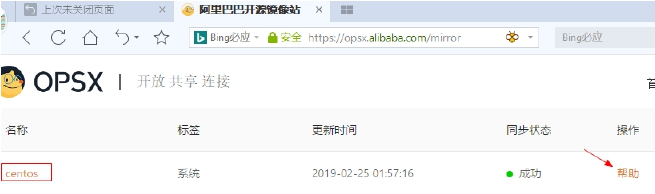 上次未关闭页面
阿里巴巴开源镜像站
Bing必应
安全
https://opsx.alibaba.com/mirror
Bing必应
OPSX
开放 共享 连接
首
名称 标签 更新时间 同步状态 操作
centos 系统 2019-02-25 01:57:16 成功 帮助